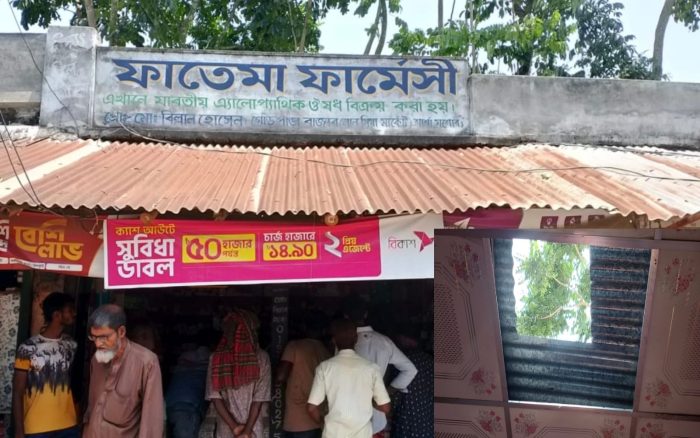 ফাতেমা ফার্মেসী
এখানে যাবতীয় এ্যালোপ্যাথিক ঔষধ বিক্রয় করা হয়।
প্রোঃ মোঃ বিল্লাল হোসেন
মার্কেট
বেশি
লাভ
ক্যাশ আউটে
সুবিধা
ডাবল
৳৫০ হাজার
পর্যন্ত
চার্জ হাজারে
১৪.৯০
২ প্রিয়
এজেন্টে
বিকাশ